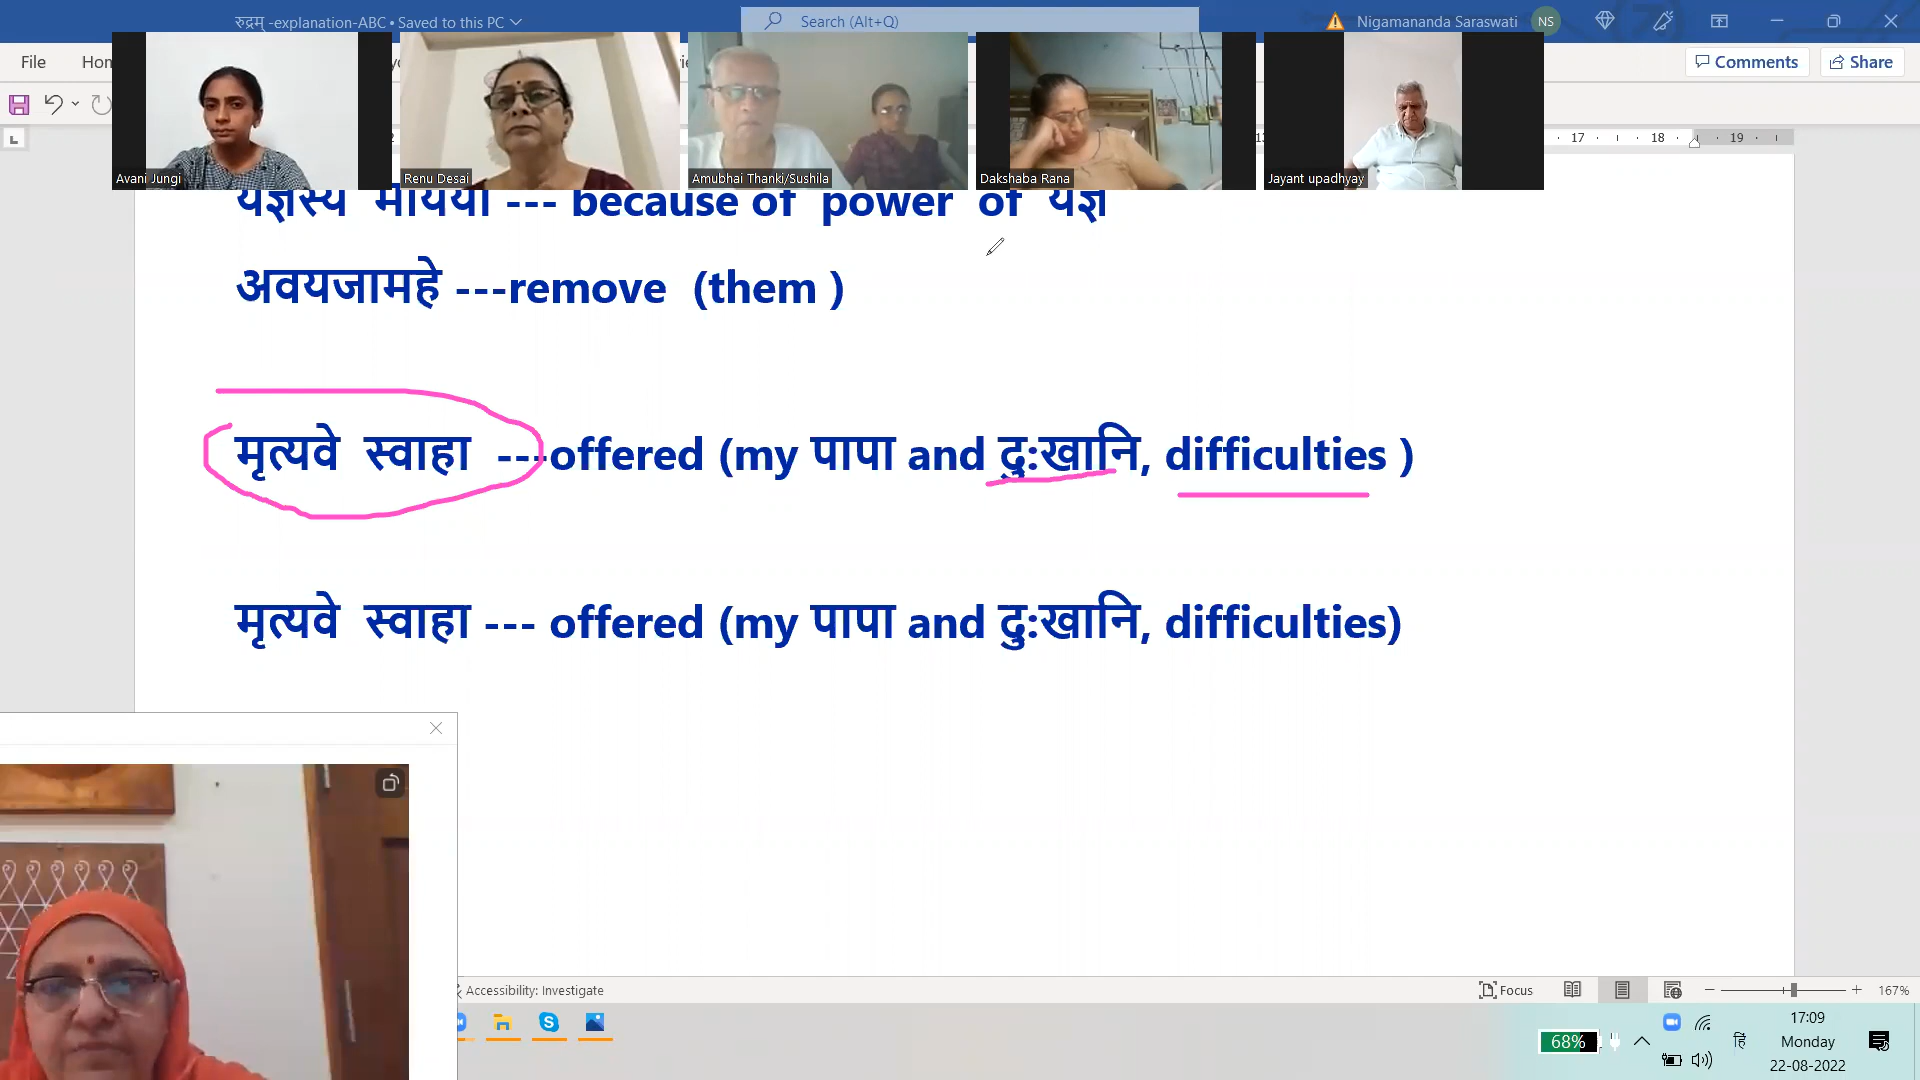 रुद्रम् -explanation-ABC • Saved to this PC
Search (Alt+Q)
Nigamananda Saraswati NS
File
Comments Share
Avani Jungi
Renu Desai
Amubhai Thanki/Sushila
Dakshaba Rana
Jayant upadhyay
17 18 19
यज्ञस्य मायया --- because of power of यज्ञ
अवयजामहे ---remove (them )
मृत्यवे स्वाहा ---offered (my पापा and दुःखानि, difficulties )
मृत्यवे स्वाहा --- offered (my पापा and दुःखानि, difficulties)
Accessibility: Investigate
Focus
167%
68%
हि
17:09
Monday
22-08-2022